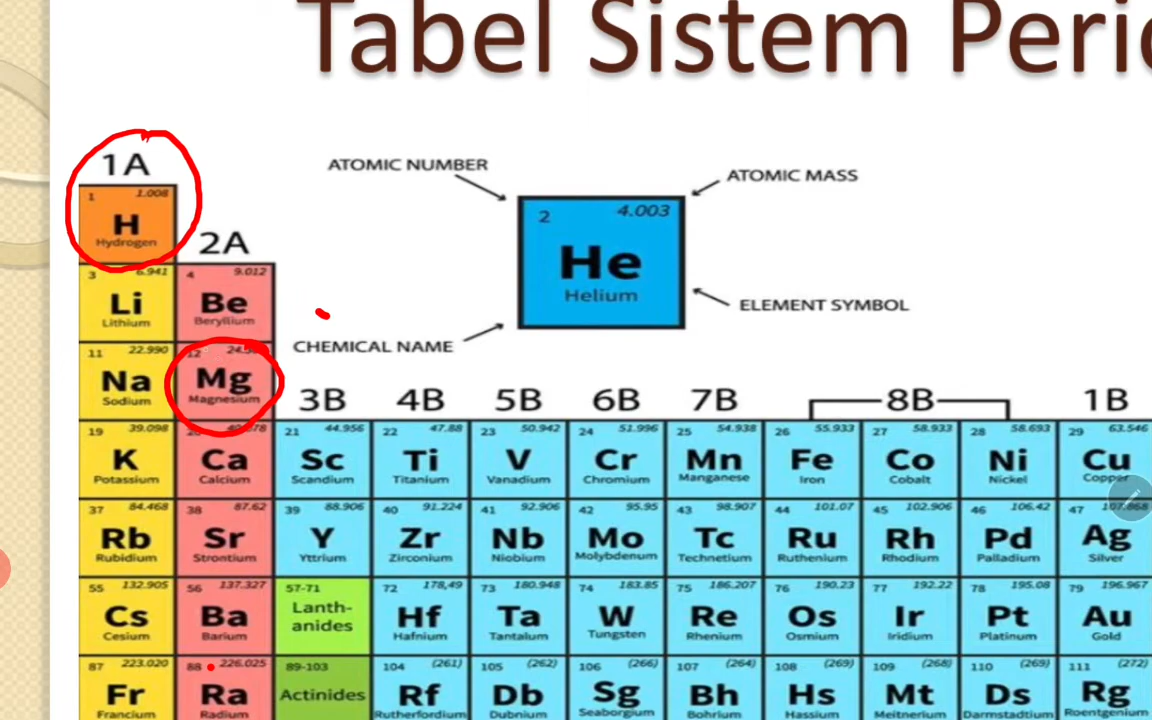 Tabel Sistem
1A
ATOMIC NUMBER
ATOMIC MASS
1 1.008
H
Hydrogen
2 4.003
He
Helium
2A
ELEMENT SYMBOL
CHEMICAL NAME
3 6.941 4 9.012
Li Be
Lithium Beryllium
11 22.990 12
Na Mg
Sodium Magnesium
3B 4B 5B 6B 7B 8B 1B
19 39.098 21 44.956 22 47.88 23 50.942 24 51.996 25 54.938 26 55.933 27 58.933 28 58.693 29 63.546
K Ca Sc Ti V Cr Mn Fe Co Ni Cu
Potassium Calcium Scandium Titanium Vanadium Chromium Manganese Iron Cobalt Nickel Copper
37 84.468 38 87.62 39 88.906 40 91.224 41 92.906 42 95.95 43 98.907 44 101.07 45 102.906 46 106.42 47 107.868
Rb Sr Y Zr Nb Mo Tc Ru Rh Pd Ag
Rubidium Strontium Yttrium Zirconium Niobium Molybdenum Technetium Ruthenium Rhodium Palladium Silver
55 132.905 56 137.327 57-71 72 178,49 73 180.948 74 183.85 75 186.207 76 190.23 77 192.22 78 195.08 79 196.967
Cs Ba Lanth-anides Hf Ta W Re Os Ir Pt Au
Cesium Barium Hafnium Tantalum Tungsten Rhenium Osmium Iridium Platinum Gold
87 223.020 88 226.025 89-103 104 (261) 105 (262) 106 (266) 107 (264) 108 (269) 109 (268) 110 (269) 111 (272)
Fr Ra Actinides Rf Db Sg Bh Hs Mt Ds Rg
Francium Radium Rutherfordium Dubnium Seaborgium Bohrium Hassium Meitnerium Darmstadtium Roentgenium